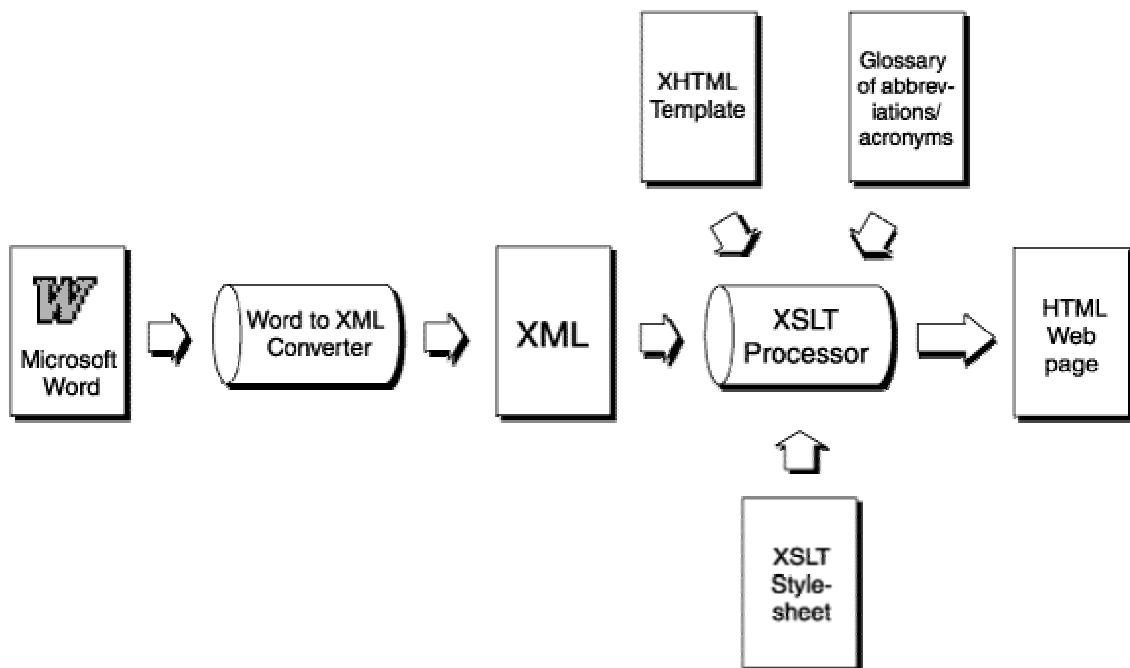 XHTML
Template
Glossary
of abbrev-
iations/
acronyms
W
Microsoft
Word
Word to XML
Converter
XML
XSLT
Processor
HTML
Web
page
XSLT
Style-
sheet